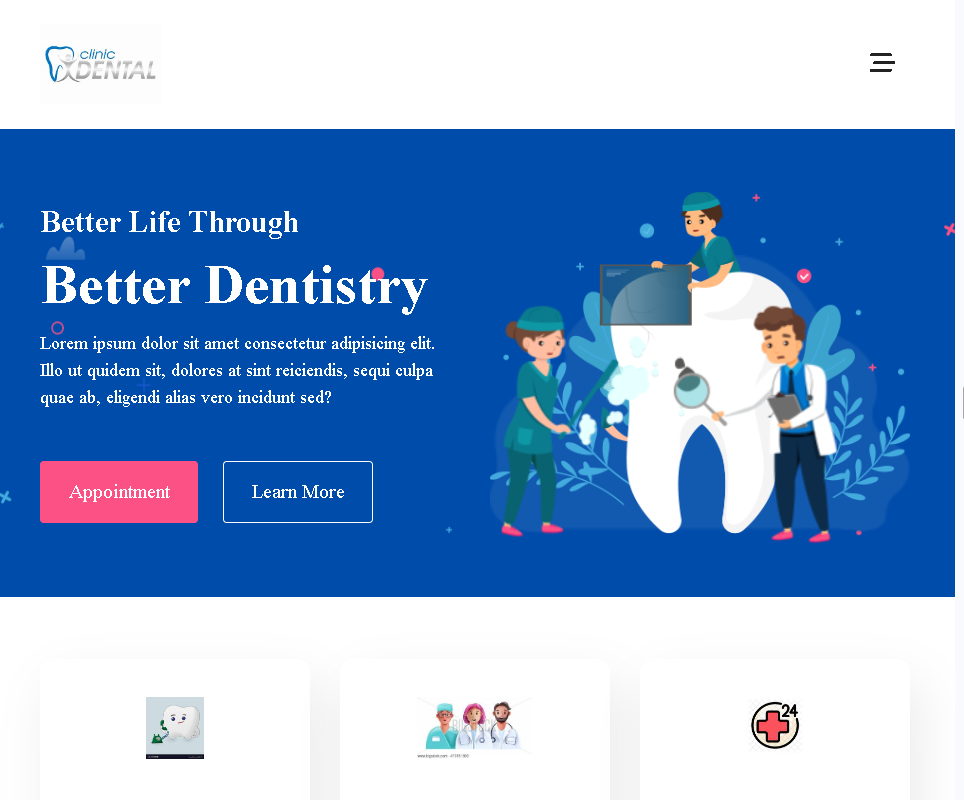 clinic
DENTAL
Better Life Through
Better Dentistry
Lorem ipsum dolor sit amet consectetur adipisicing elit.
Illo ut quidem sit, dolores at sint reiciendis, sequi culpa
quae ab, eligendi alias vero incidunt sed?
Appointment
Learn More
24